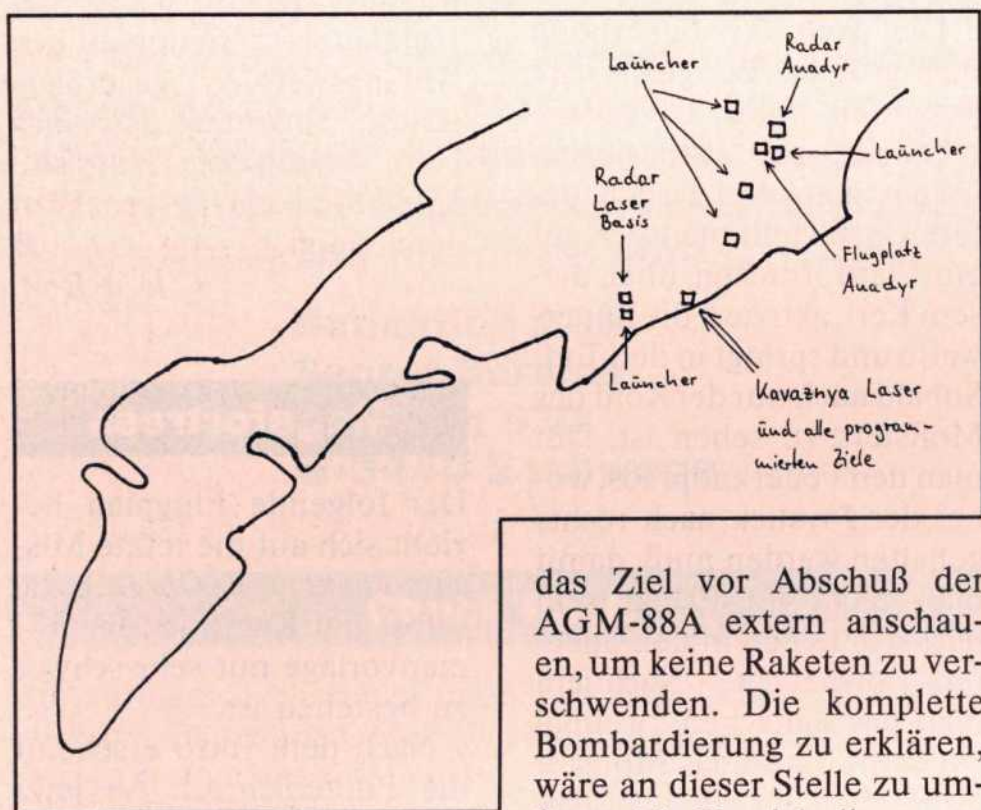 Radar
Anadyr
Laüncher
Laüncher
Radar
Laser
Basis
Flugplatz
Anadyr
Laüncher
Kavaznya Laser
ünd alle program-
mierten Ziele
das Ziel vor Abschuß der
AGM-88A extern anschau-
en, um keine Raketen zu ver-
schwenden. Die komplette
Bombardierung zu erklären,
wäre an dieser Stelle zu um-